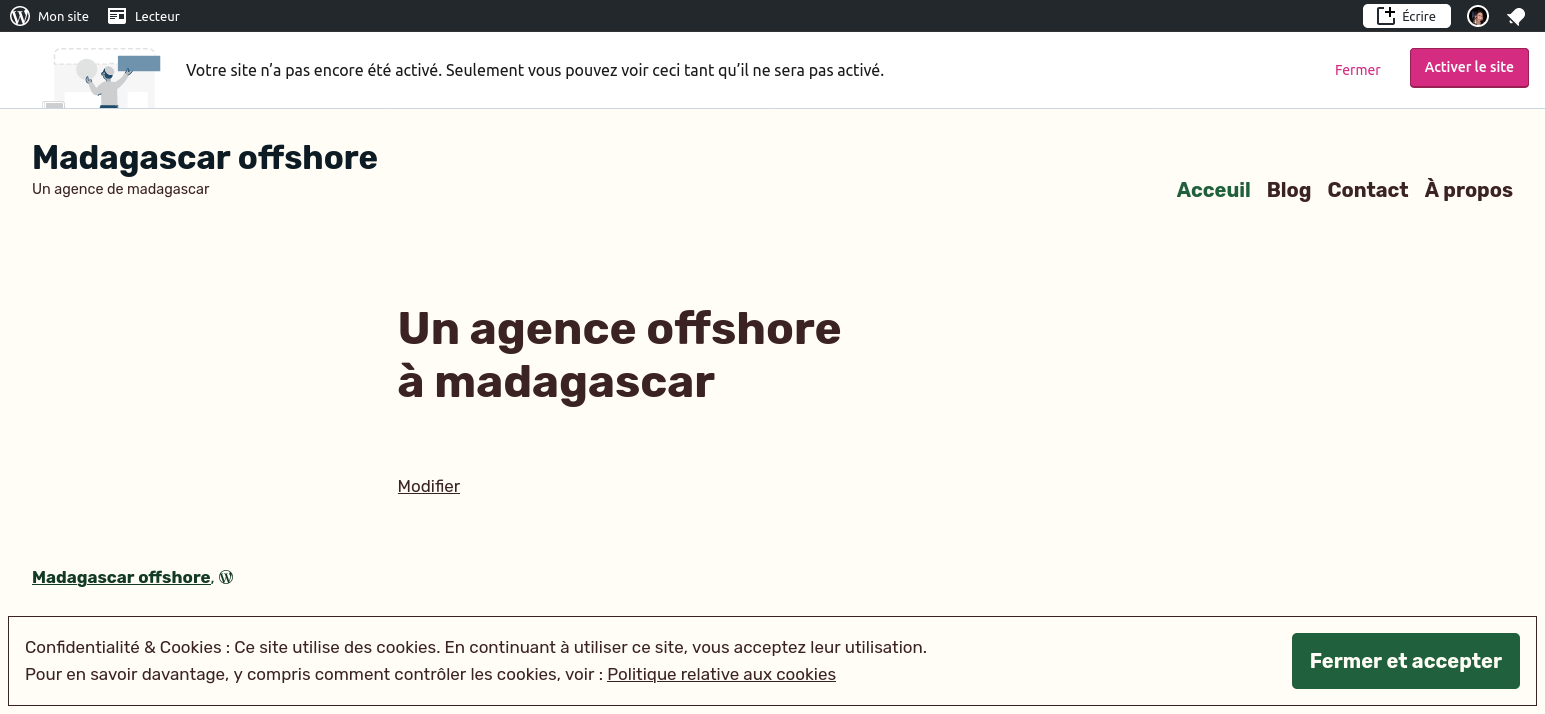 Mon site Lecteur Écrire
Votre site n’a pas encore été activé. Seulement vous pouvez voir ceci tant qu’il ne sera pas activé. Fermer Activer le site
Madagascar offshore
Un agence de madagascar
Acceuil Blog Contact À propos
Un agence offshore
à madagascar
Modifier
Madagascar offshore,
Confidentialité & Cookies : Ce site utilise des cookies. En continuant à utiliser ce site, vous acceptez leur utilisation.
Pour en savoir davantage, y compris comment contrôler les cookies, voir : Politique relative aux cookies
Fermer et accepter